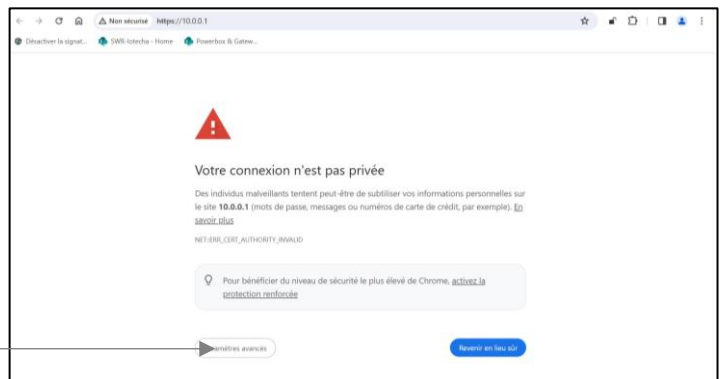 Non sécurisé https://10.0.0.1
Désactiver la signat... SWR-Iotecha - Home Powerbox & Gatew...
Votre connexion n'est pas privée
Des individus malveillants tentent peut-être de subtiliser vos informations personnelles sur
le site 10.0.0.1 (mots de passe, messages ou numéros de carte de crédit, par exemple). En
savoir plus
NET::ERR_CERT_AUTHORITY_INVALID
Pour bénéficier du niveau de sécurité le plus élevé de Chrome, activez la
protection renforcée
amètres avancés Revenir en lieu sûr